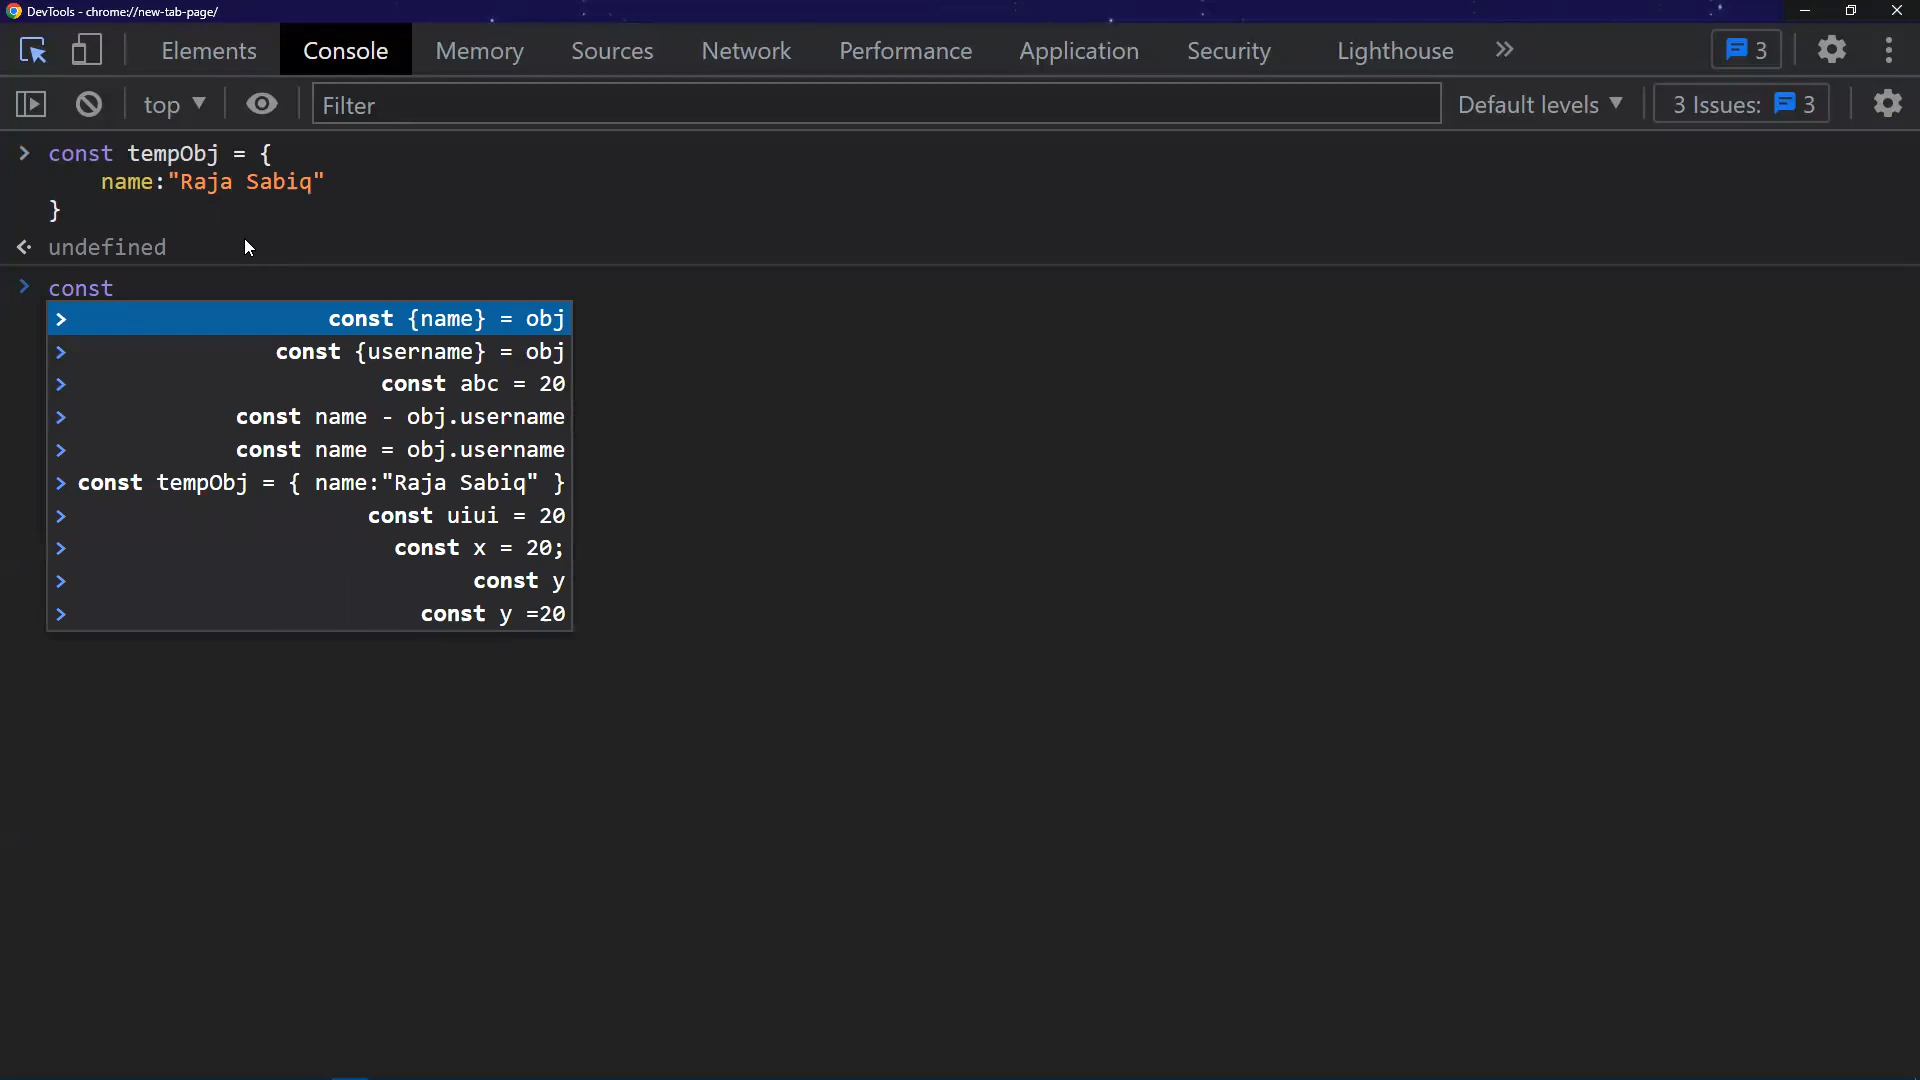 DevTools - chrome://new-tab-page/
Elements Console Memory Sources Network Performance Application Security Lighthouse » 3
top ▼ Filter Default levels ▼ 3 Issues: 3
> const tempObj = {
name:"Raja Sabiq"
}
undefined
> const
> const {name} = obj
> const {username} = obj
> const abc = 20
> const name - obj.username
> const name = obj.username
> const tempObj = { name:"Raja Sabiq" }
> const uiui = 20
> const x = 20;
> const y
> const y =20